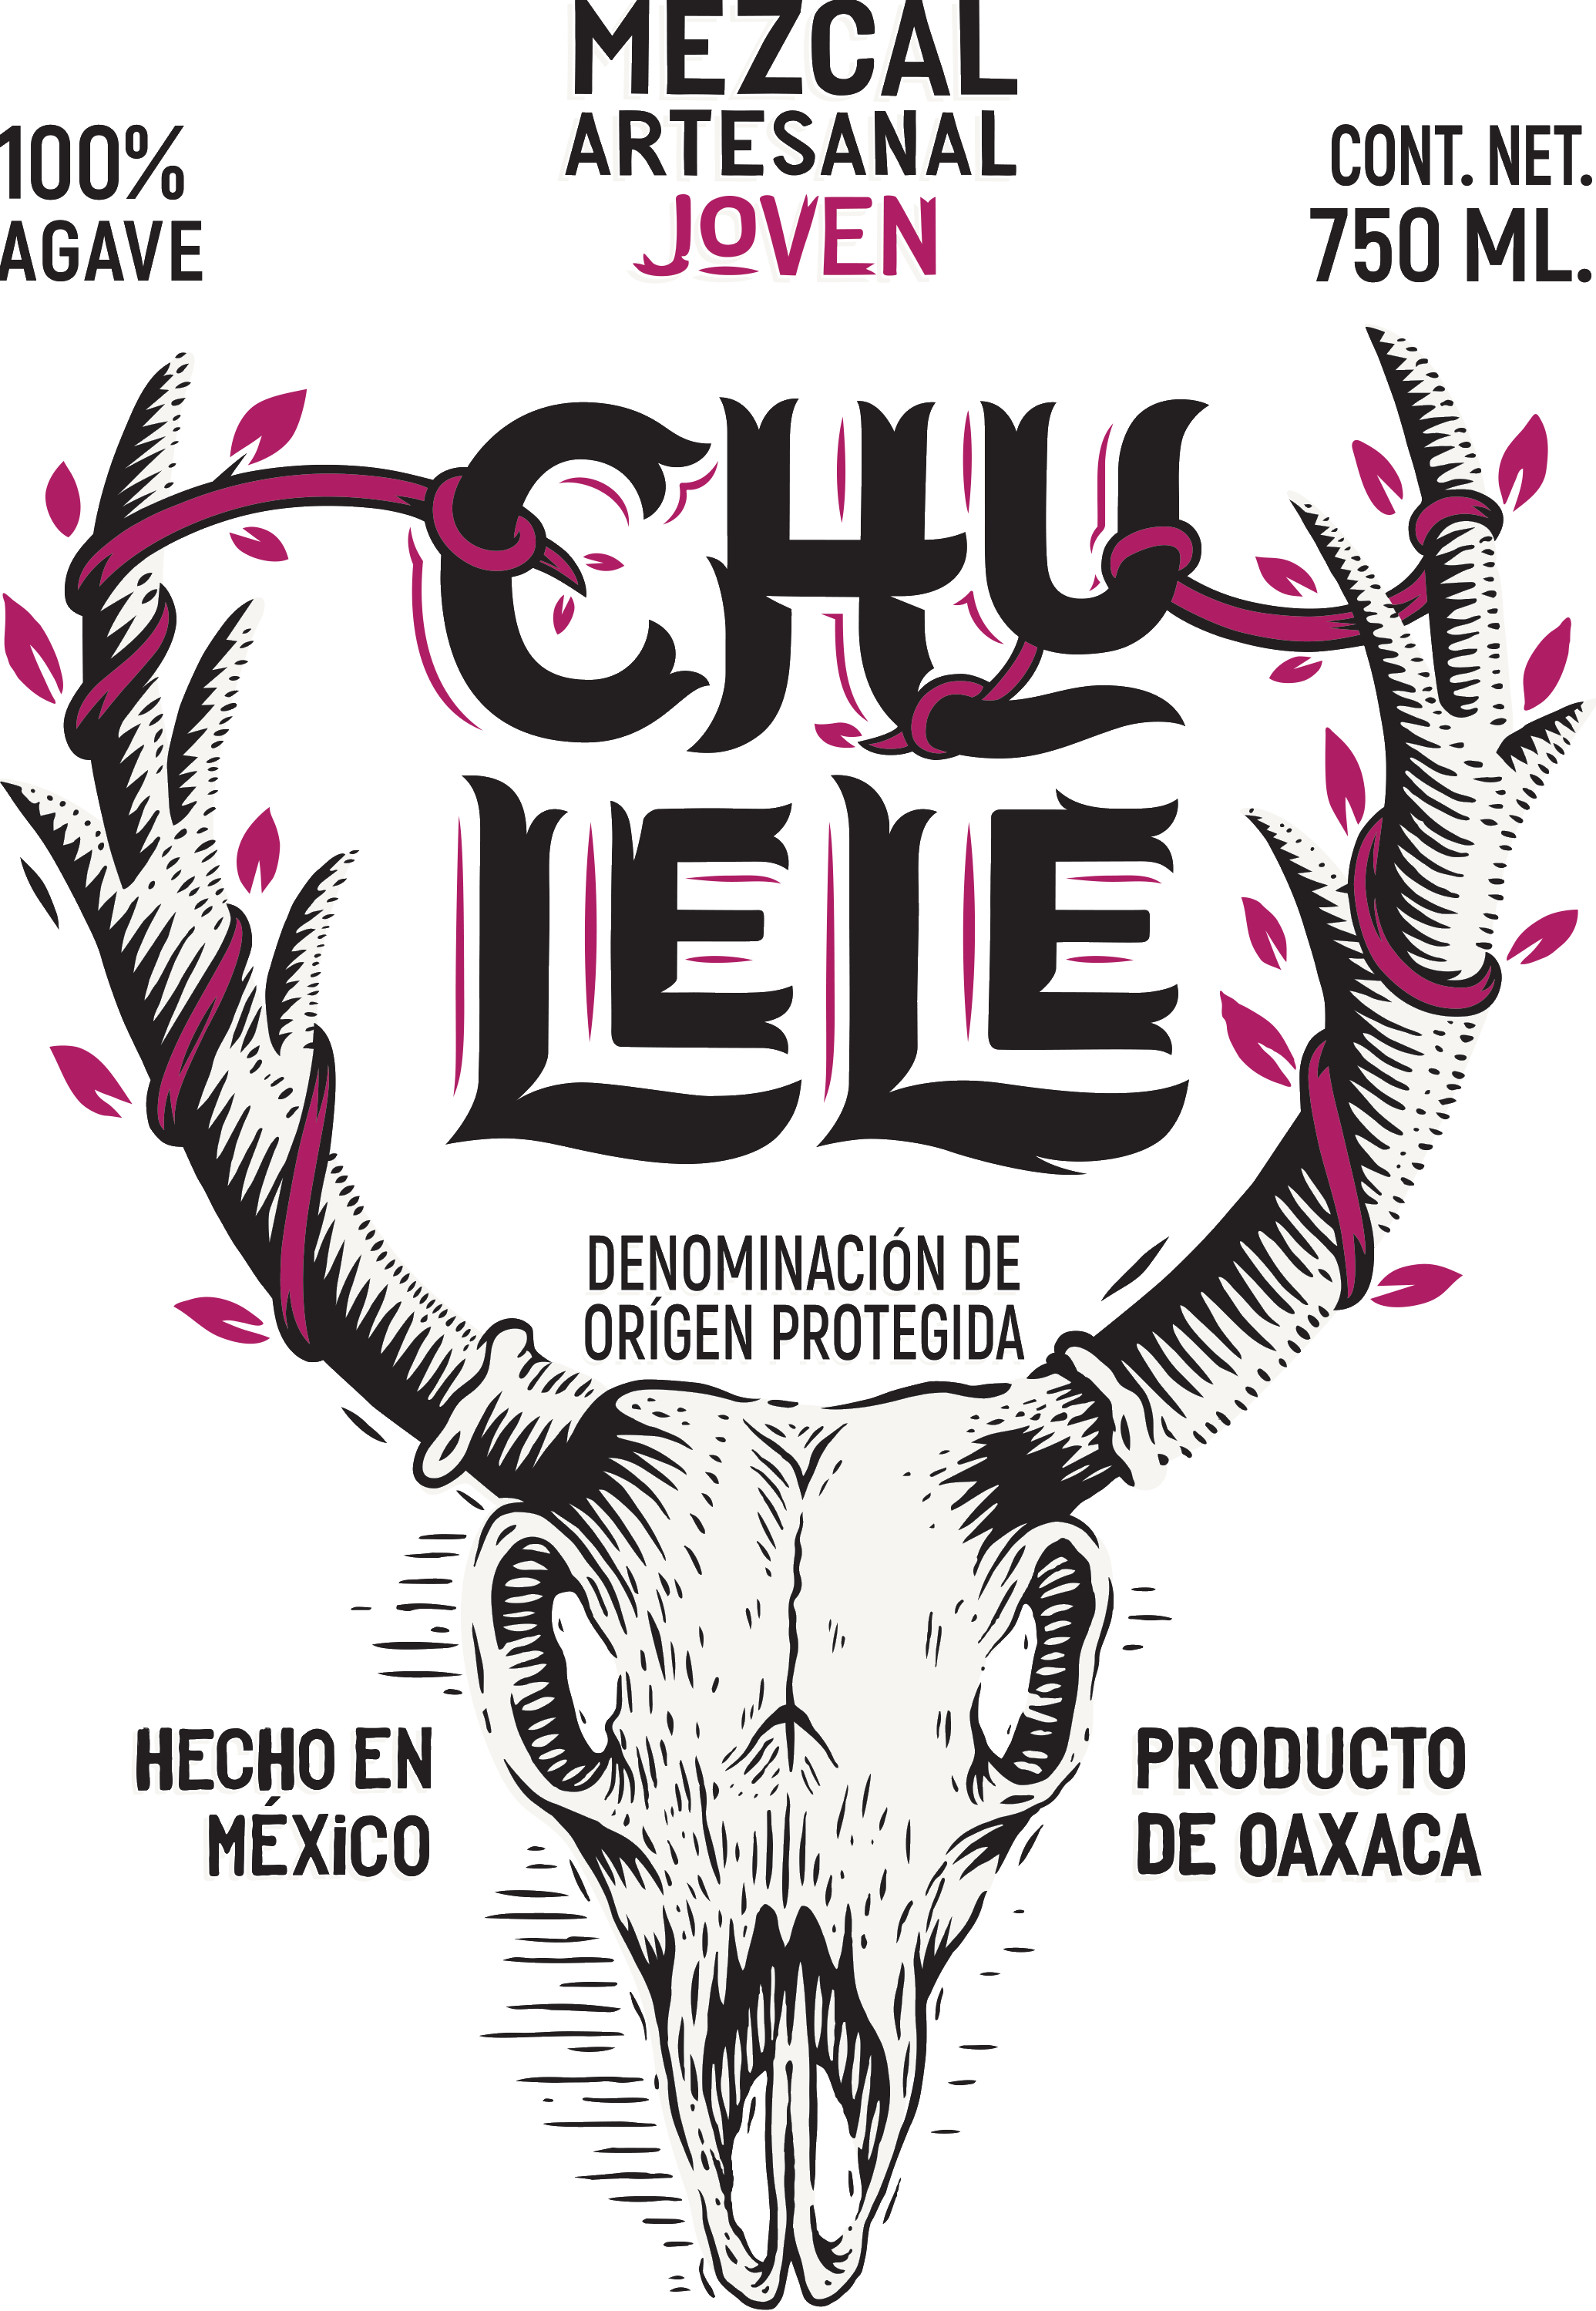 MEZCAL
ARTESANAL
JOVEN
100%
AGAVE
CONT. NET.
750 ML.
CHU
LELE
DENOMINACIÓN DE
ORÍGEN PROTEGIDA
HECHO EN
MÉXiCO
PRODUCTO
DE OAXACA